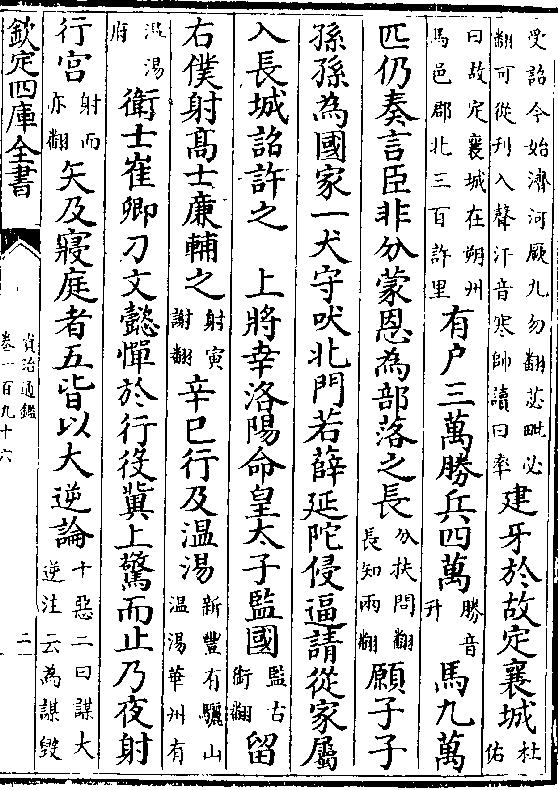 受詔今始濟河厥九勿翻苾毗必
翻可從刋入聲汗音寒帥讀曰率
建牙於故定襄城
杜佑
曰故定襄城在朔州
馬邑郡北三百許里
有户三萬勝兵四萬
勝音升
馬九萬
匹仍奏言臣非分蒙恩為部落之長
分扶問翻
長知兩翻
願子子
孫孫為國家一犬守吠北門若薛延陀侵逼請從家屬
入長城詔許之　上將幸洛陽命皇太子監國
監古
衘翻
留
右僕射髙士廉輔之
射寅
謝翻
辛巳行及温湯
新豐有驪山
温湯華州有
温湯
府
衛士崔卿刀文懿憚於行役冀上驚而止乃夜射
行宮
射而
亦翻
矢及寢庭者五皆以大逆論
十惡二曰謀大
逆注云為謀毀
欽定四庫全書
資治通鑑
卷一百九十六
二